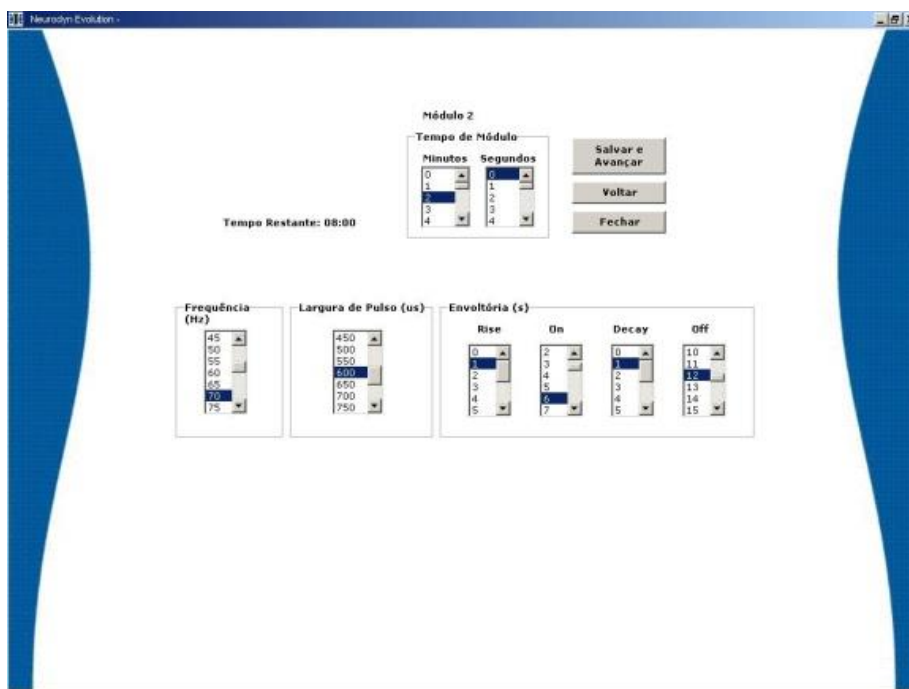 Neurodyn Evolution -
Módulo 2
Tempo de Módulo
Minutos Segundos
0 0
1 1
2 2
3 3
4 4
Salvar e
Avançar
Voltar
Fechar
Tempo Restante: 08:00
Frequência
(Hz)
45
50
55
60
65
70
75
Largura de Pulso (us)
450
500
550
600
650
700
750
Envoltória (s)
Rise On Decay Off
0 2 0 10
1 3 1 11
2 4 2 12
3 5 3 13
4 6 4 14
5 7 5 15